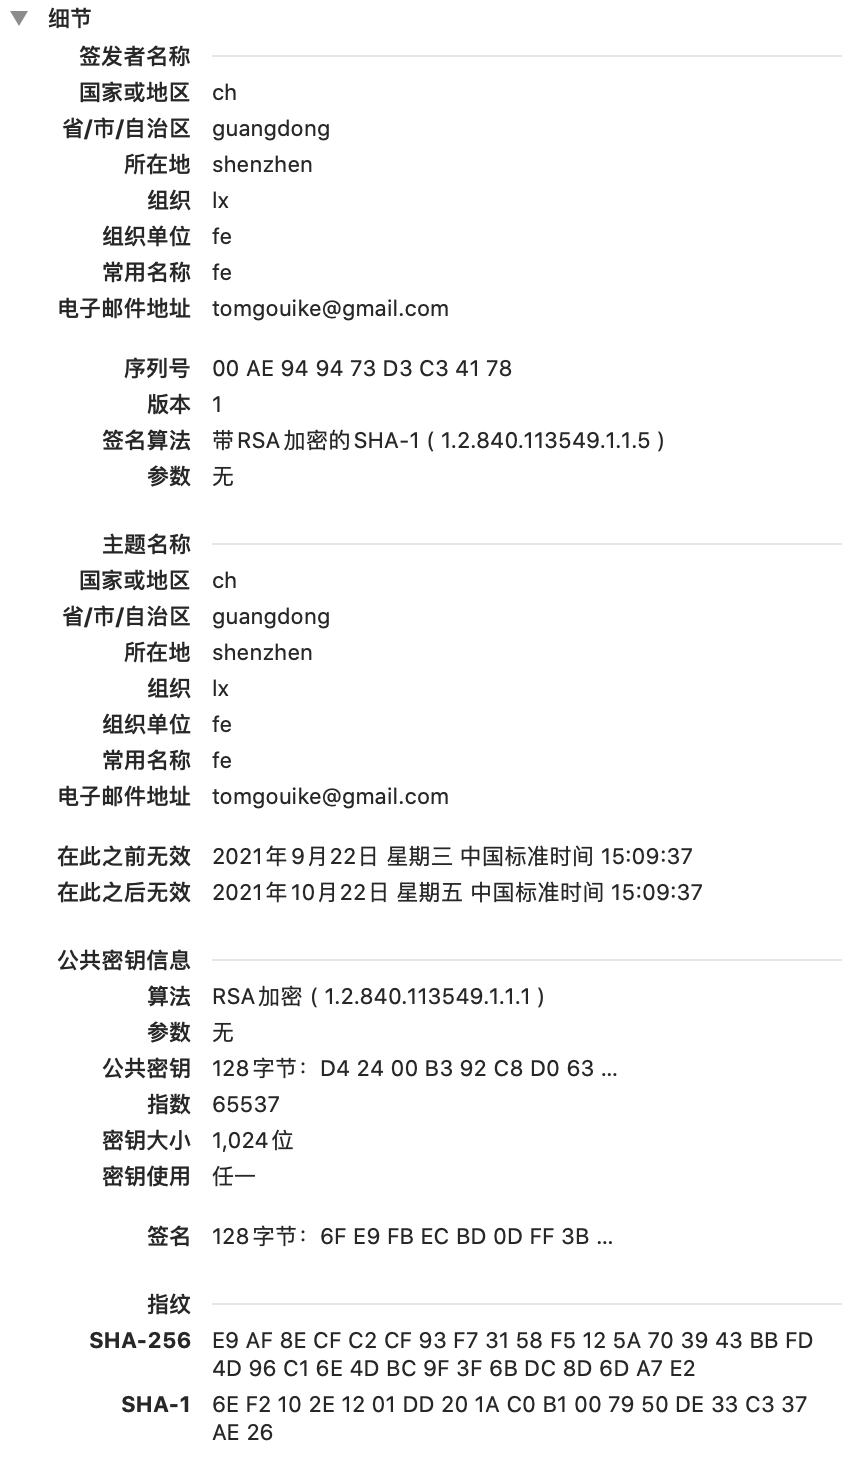 细节
签发者名称
国家或地区 ch
省/市/自治区 guangdong
所在地 shenzhen
组织 lx
组织单位 fe
常用名称 fe
电子邮件地址 tomgouike@gmail.com
序列号 00 AE 94 94 73 D3 C3 41 78
版本 1
签名算法 带RSA加密的SHA-1 ( 1.2.840.113549.1.1.5 )
参数 无
主题名称
国家或地区 ch
省/市/自治区 guangdong
所在地 shenzhen
组织 lx
组织单位 fe
常用名称 fe
电子邮件地址 tomgouike@gmail.com
在此之前无效 2021年9月22日 星期三 中国标准时间 15:09:37
在此之后无效 2021年10月22日 星期五 中国标准时间 15:09:37
公共密钥信息
算法 RSA加密 ( 1.2.840.113549.1.1.1 )
参数 无
公共密钥 128字节：D4 24 00 B3 92 C8 D0 63 ...
指数 65537
密钥大小 1,024位
密钥使用 任一
签名 128字节：6F E9 FB EC BD 0D FF 3B ...
指纹
SHA-256 E9 AF 8E CF C2 CF 93 F7 31 58 F5 12 5A 70 39 43 BB FD
4D 96 C1 6E 4D BC 9F 3F 6B DC 8D 6D A7 E2
SHA-1 6E F2 10 2E 12 01 DD 20 1A C0 B1 00 79 50 DE 33 C3 37
AE 26